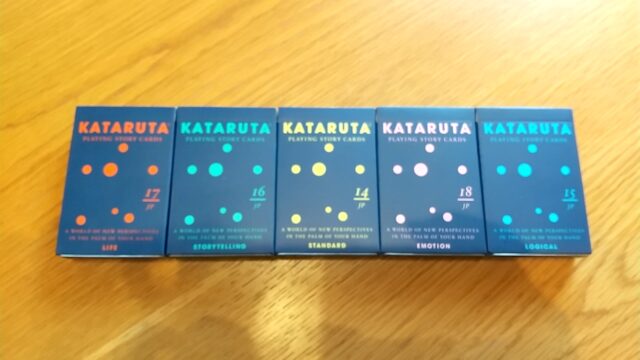 KATARUTA
PLAYING STORY CARDS
17
JP
A WORLD OF NEW PERSPECTIVES
IN THE PALM OF YOUR HAND
LIFE
KATARUTA
PLAYING STORY CARDS
16
JP
A WORLD OF NEW PERSPECTIVES
IN THE PALM OF YOUR HAND
STORYTELLING
KATARUTA
PLAYING STORY CARDS
14
JP
A WORLD OF NEW PERSPECTIVES
IN THE PALM OF YOUR HAND
STANDARD
KATARUTA
PLAYING STORY CARDS
18
JP
A WORLD OF NEW PERSPECTIVES
IN THE PALM OF YOUR HAND
EMOTION
KATARUTA
PLAYING STORY CARDS
15
JP
A WORLD OF NEW PERSPECTIVES
IN THE PALM OF YOUR HAND
LOGICAL